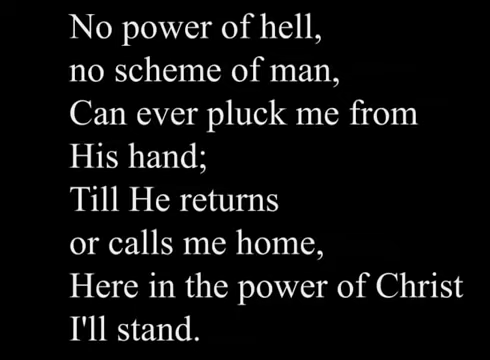 No power of hell,
no scheme of man,
Can ever pluck me from
His hand;
Till He returns
or calls me home,
Here in the power of Christ
I'll stand.